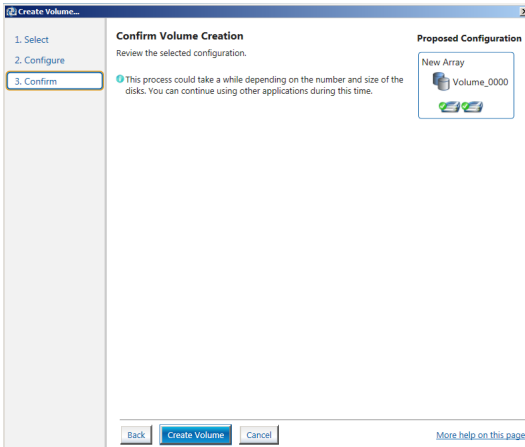 Create Volume...
1. Select
2. Configure
3. Confirm
Confirm Volume Creation
Review the selected configuration.
This process could take a while depending on the number and size of the
disks. You can continue using other applications during this time.
Proposed Configuration
New Array
Volume_0000
Back
Create Volume
Cancel
More help on this page